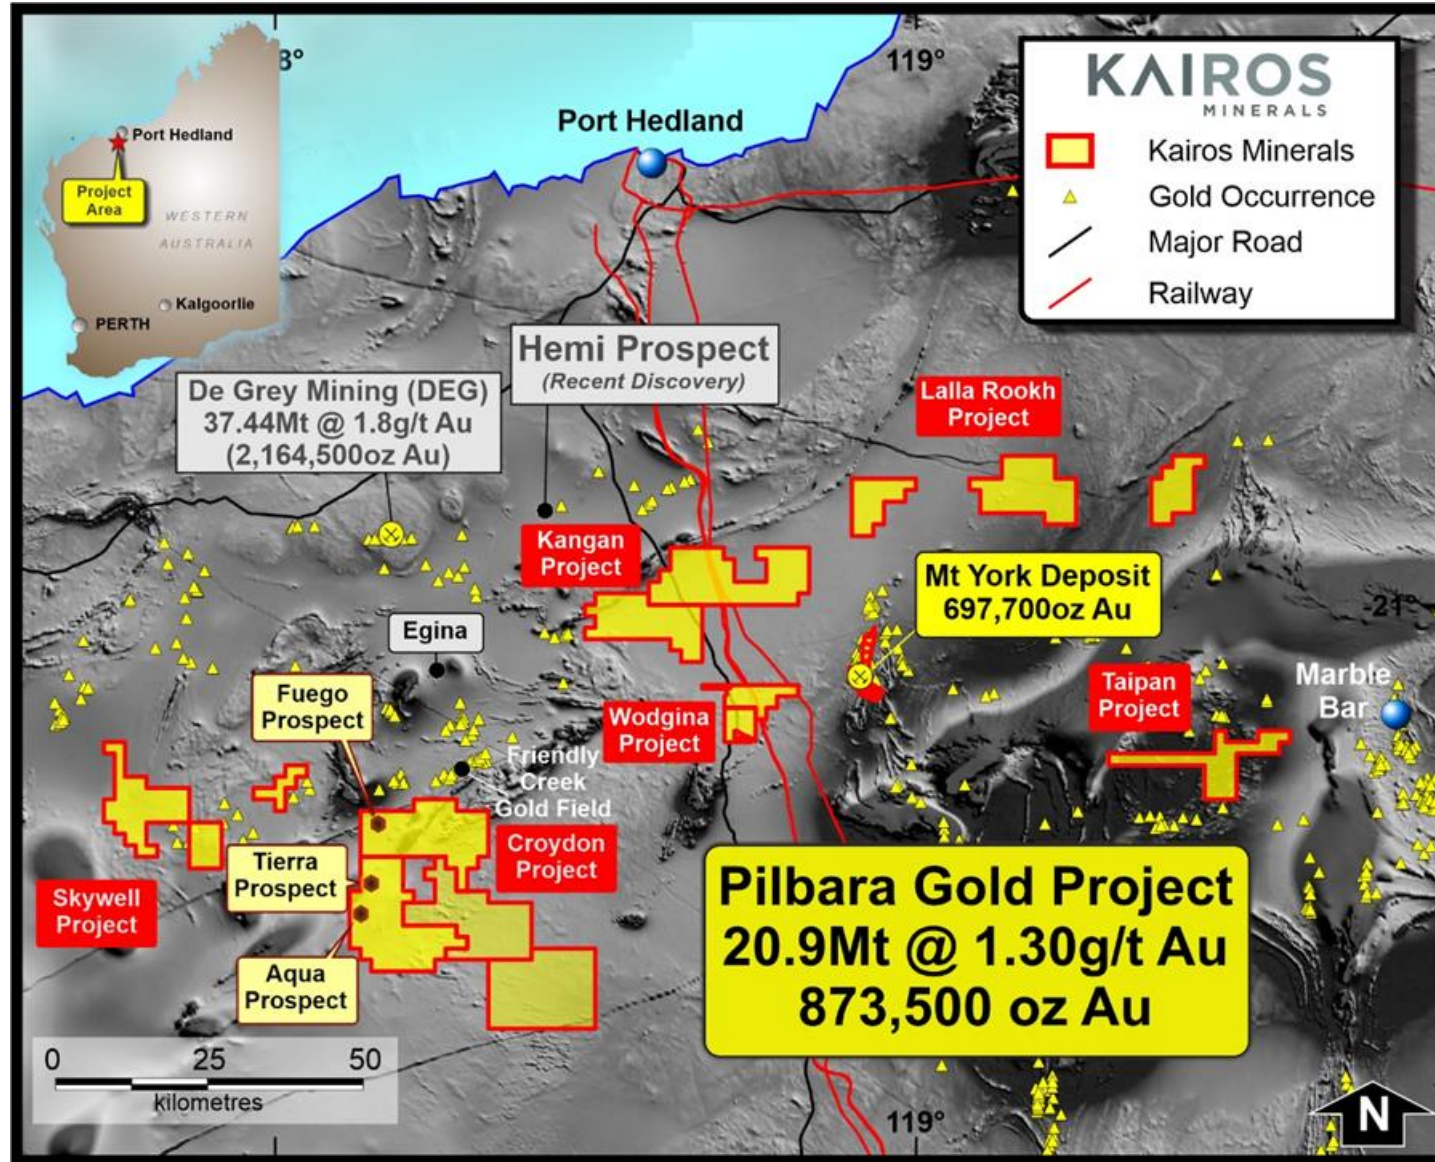 8°
119°
KAIROS
MINERALS
Kairos Minerals
Gold Occurrence
Major Road
Railway
Port Hedland
Port Hedland
Project
Area
WESTERN
AUSTRALIA
Kalgoorlie
PERTH
Hemi Prospect
(Recent Discovery)
De Grey Mining (DEG)
37.44Mt @ 1.8g/t Au
(2,164,500oz Au)
Lalla Rookh
Project
Kangan
Project
Mt York Deposit
697,700oz Au
-21°
Egina
Fuego
Prospect
Wodgina
Project
Taipan
Project
Marble
Bar
Friendly
Creek
Gold Field
Croydon
Project
Tierra
Prospect
Skywell
Project
Aqua
Prospect
Pilbara Gold Project
20.9Mt @ 1.30g/t Au
873,500 oz Au
0 25 50
kilometres
119°
N